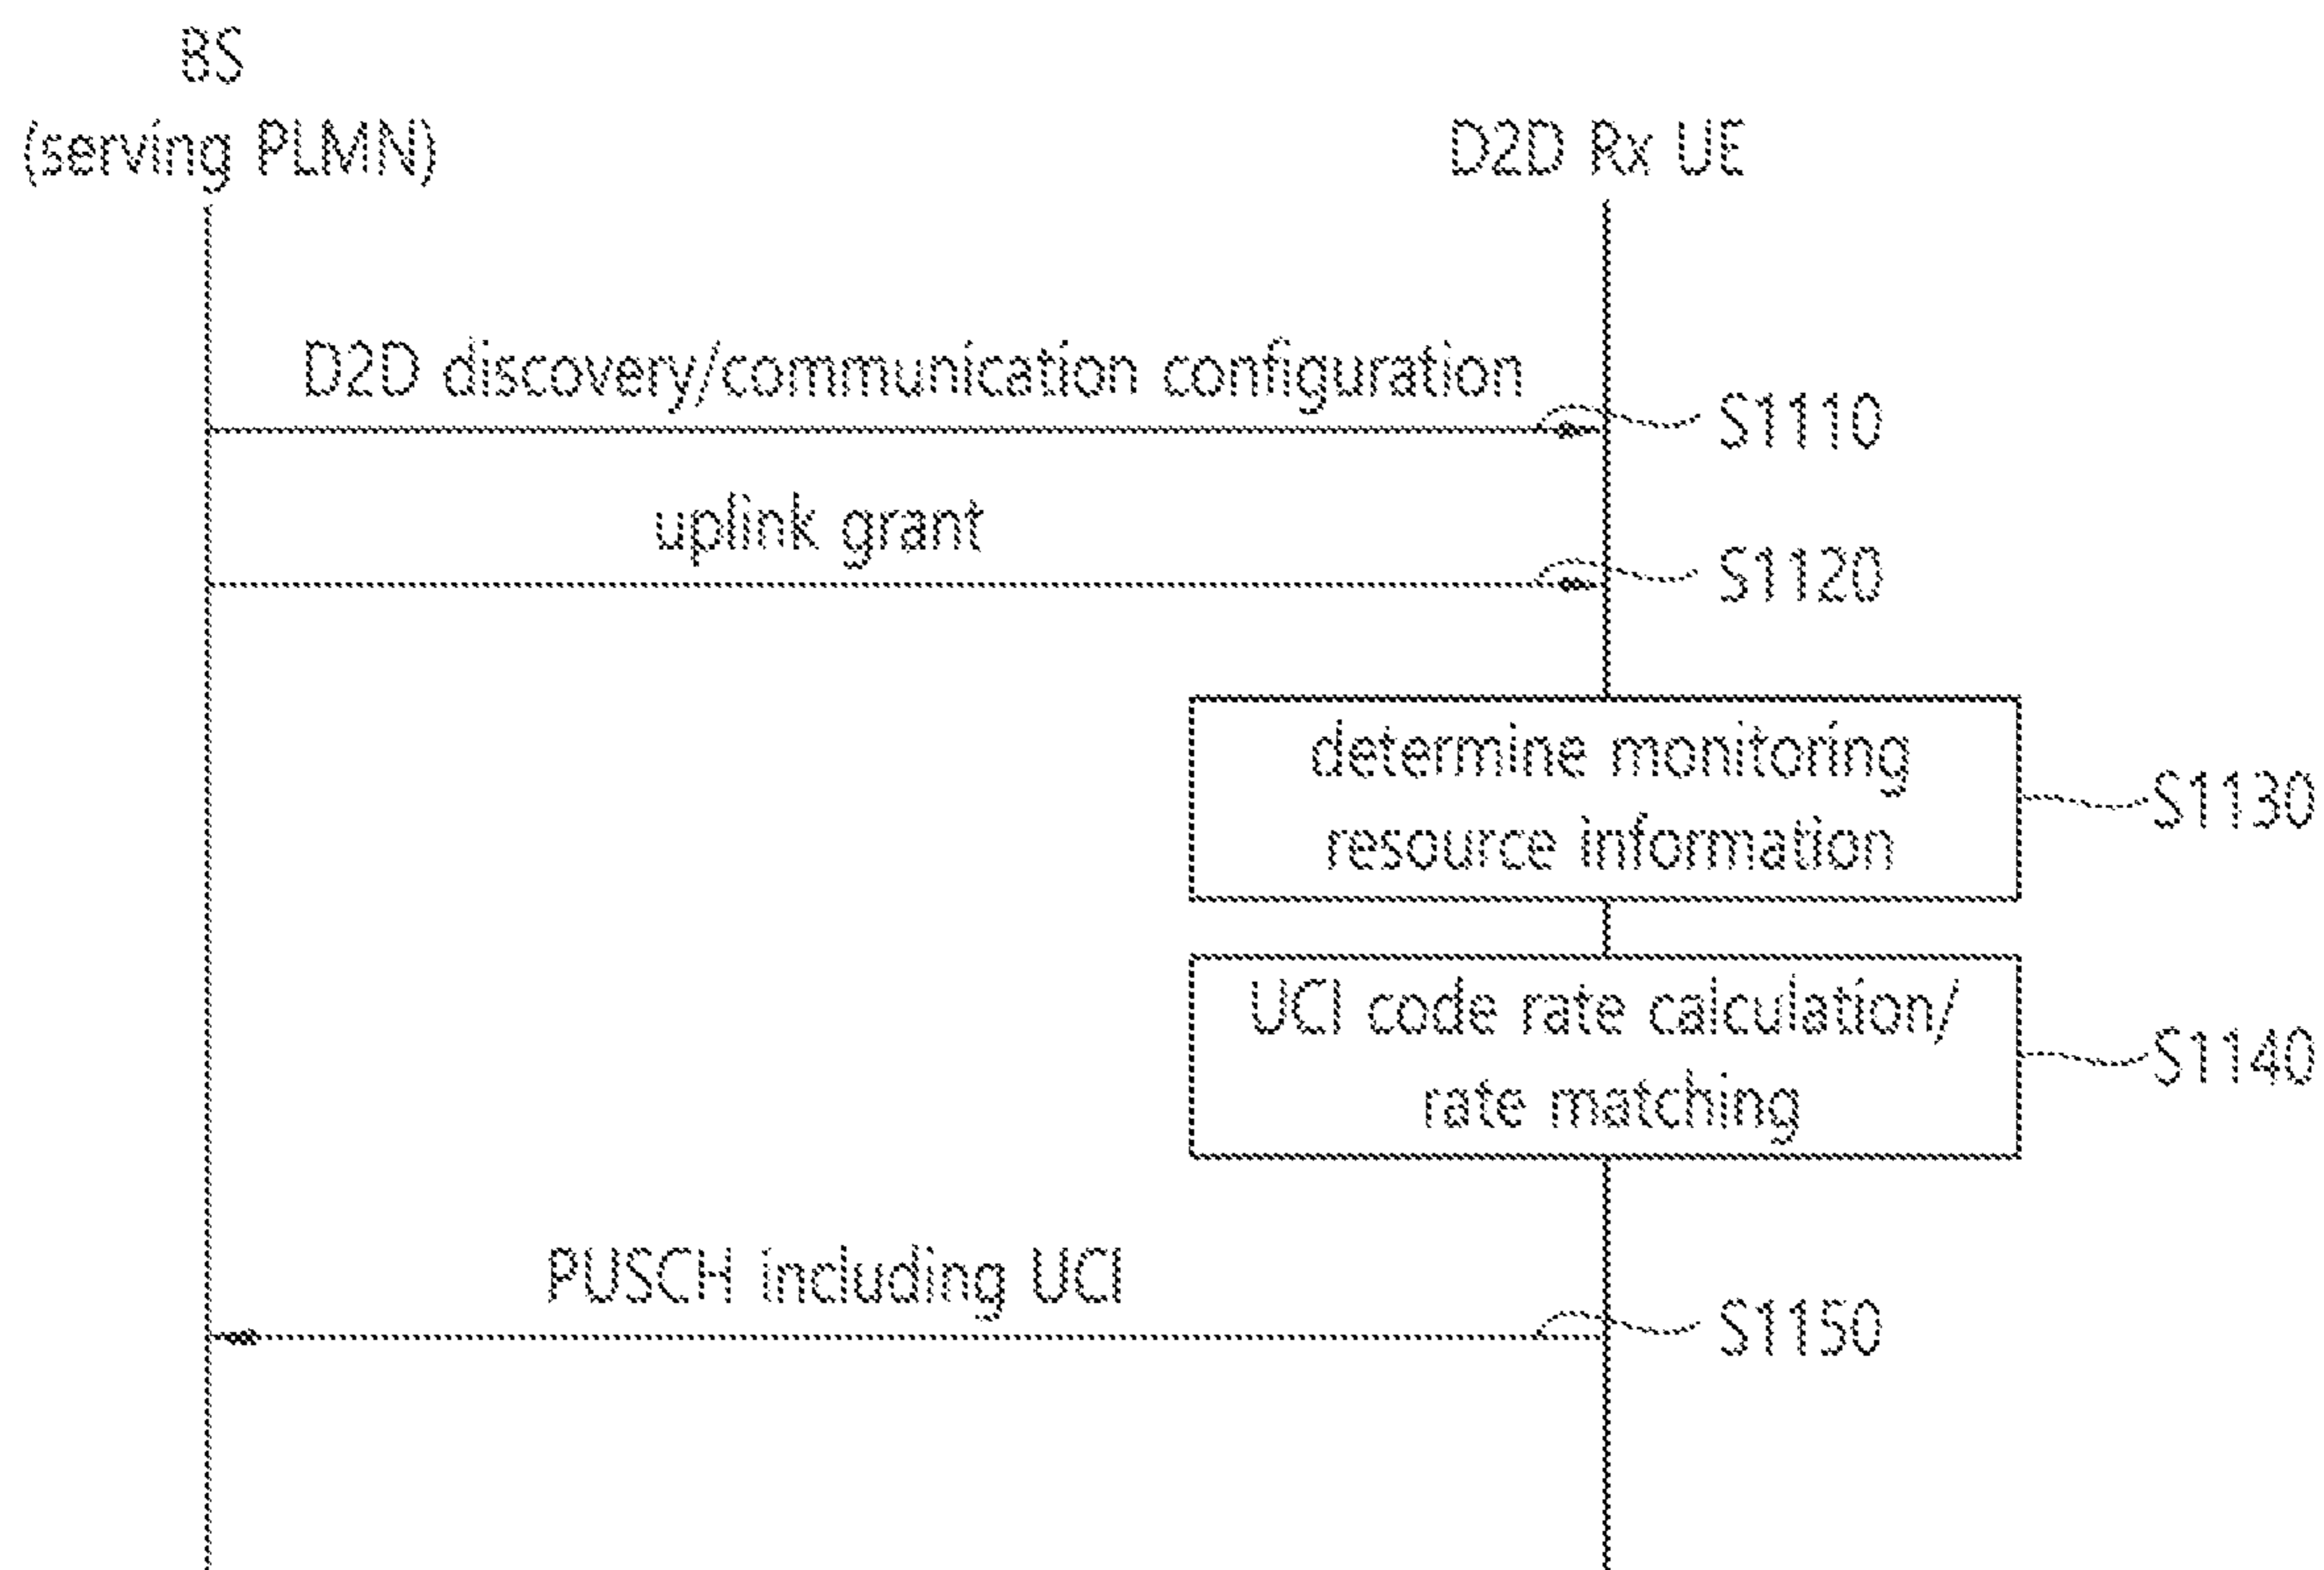 BS
(serving PLMN)
D2D Rx UE
D2D discovery/communication configuration
S1110
uplink grant
S1120
determine monitoring
resource information
S1130
UCI code rate calculation/
rate matching
S1140
PUSCH including UCI
S1150